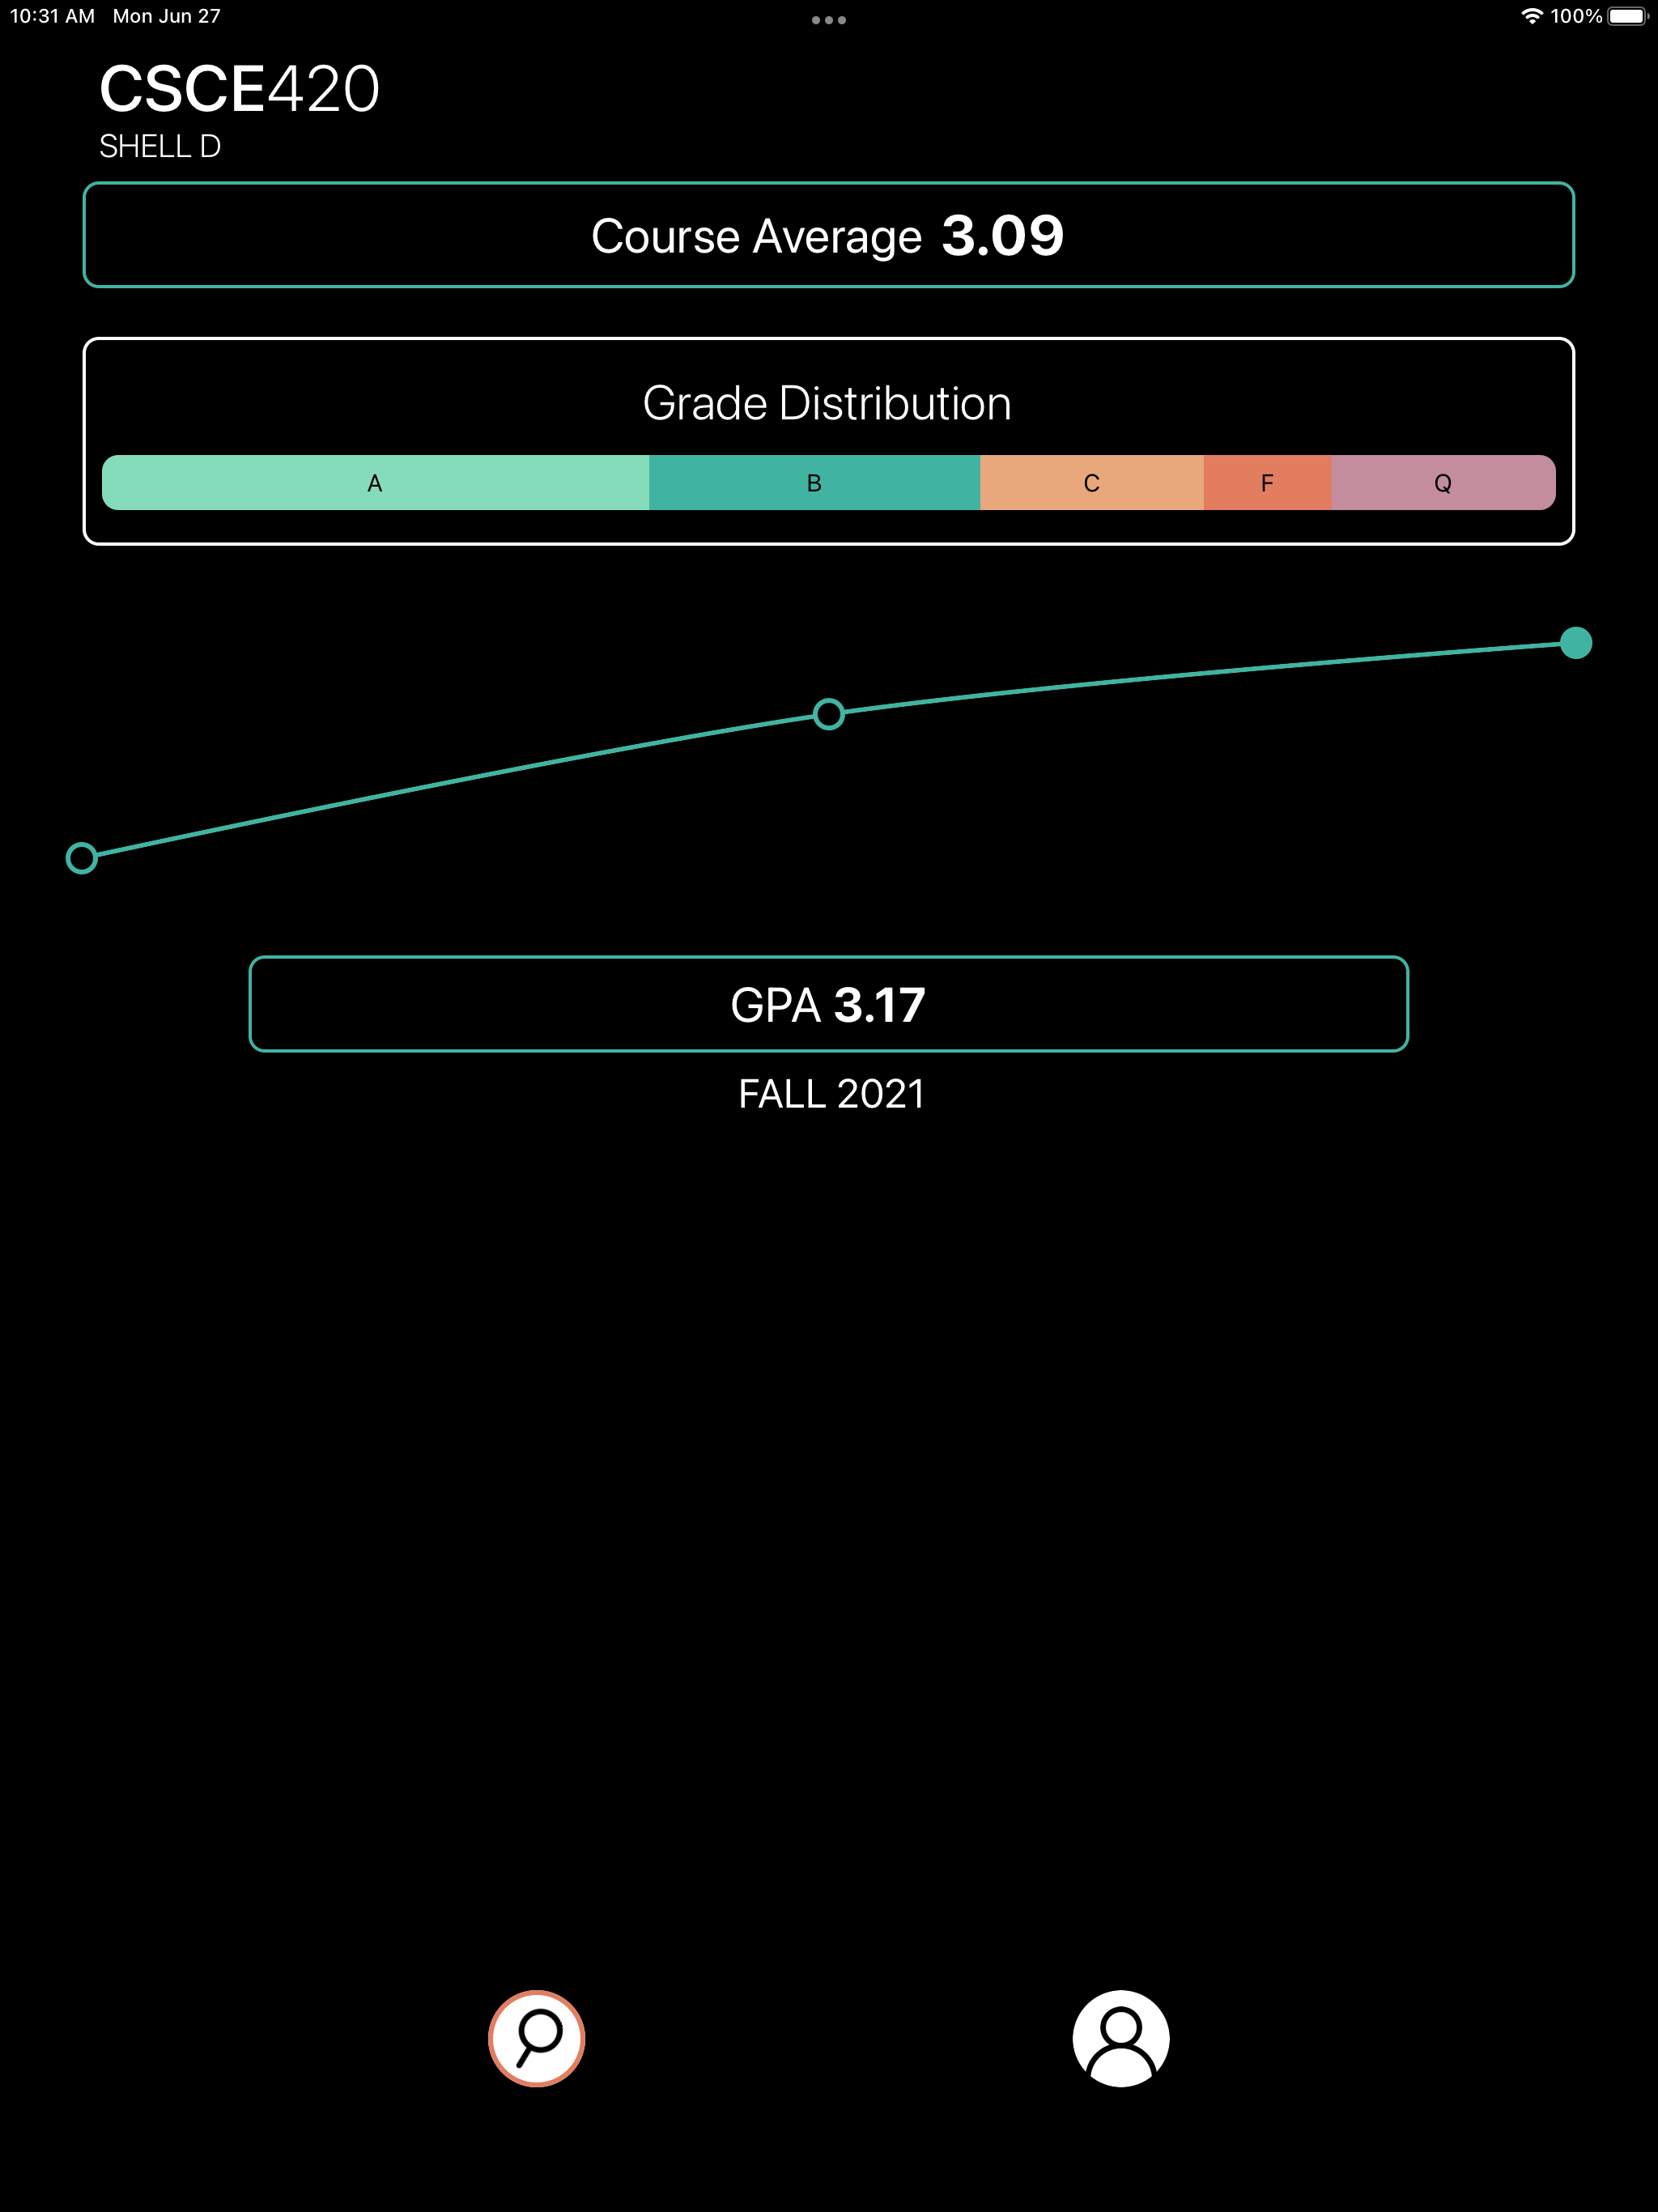 10:31 AM Mon Jun 27 100%
CSCE420
SHELL D
Course Average 3.09
Grade Distribution
A B C F Q
GPA 3.17
FALL 2021